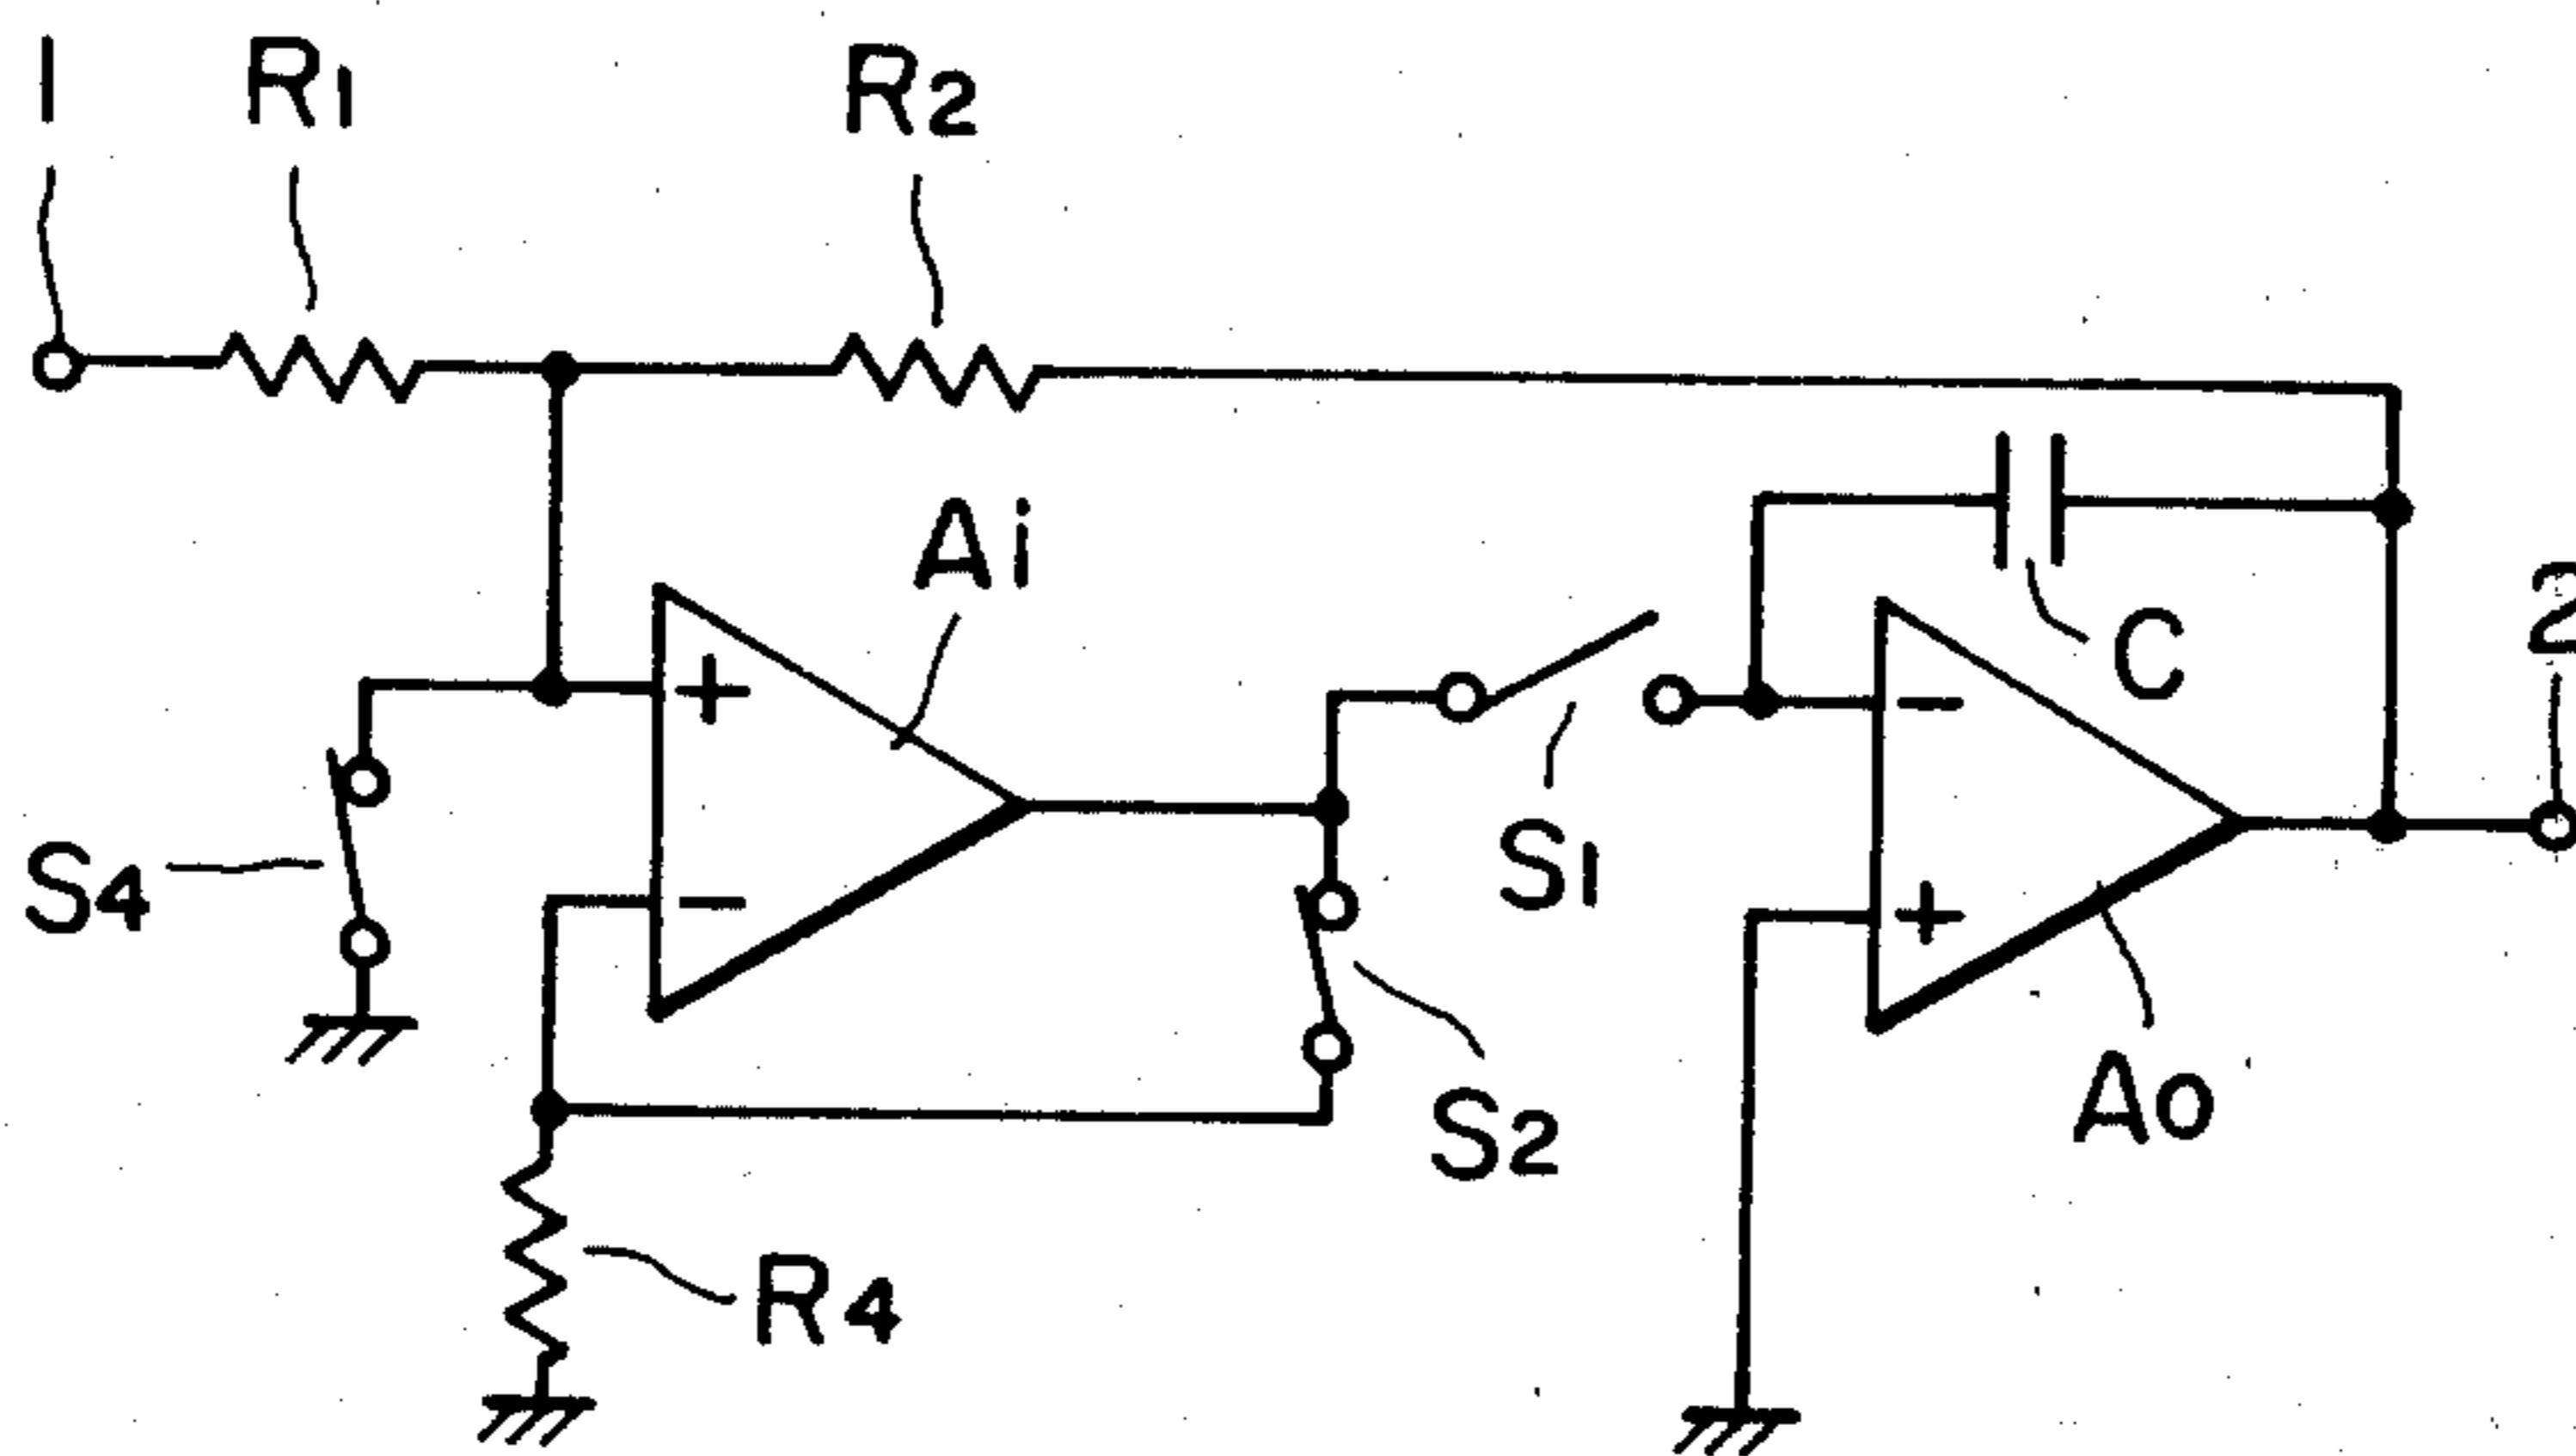 1 R1 R2
Ai
C 2
+ −
S4 S1
− +
S2 Ao
R4